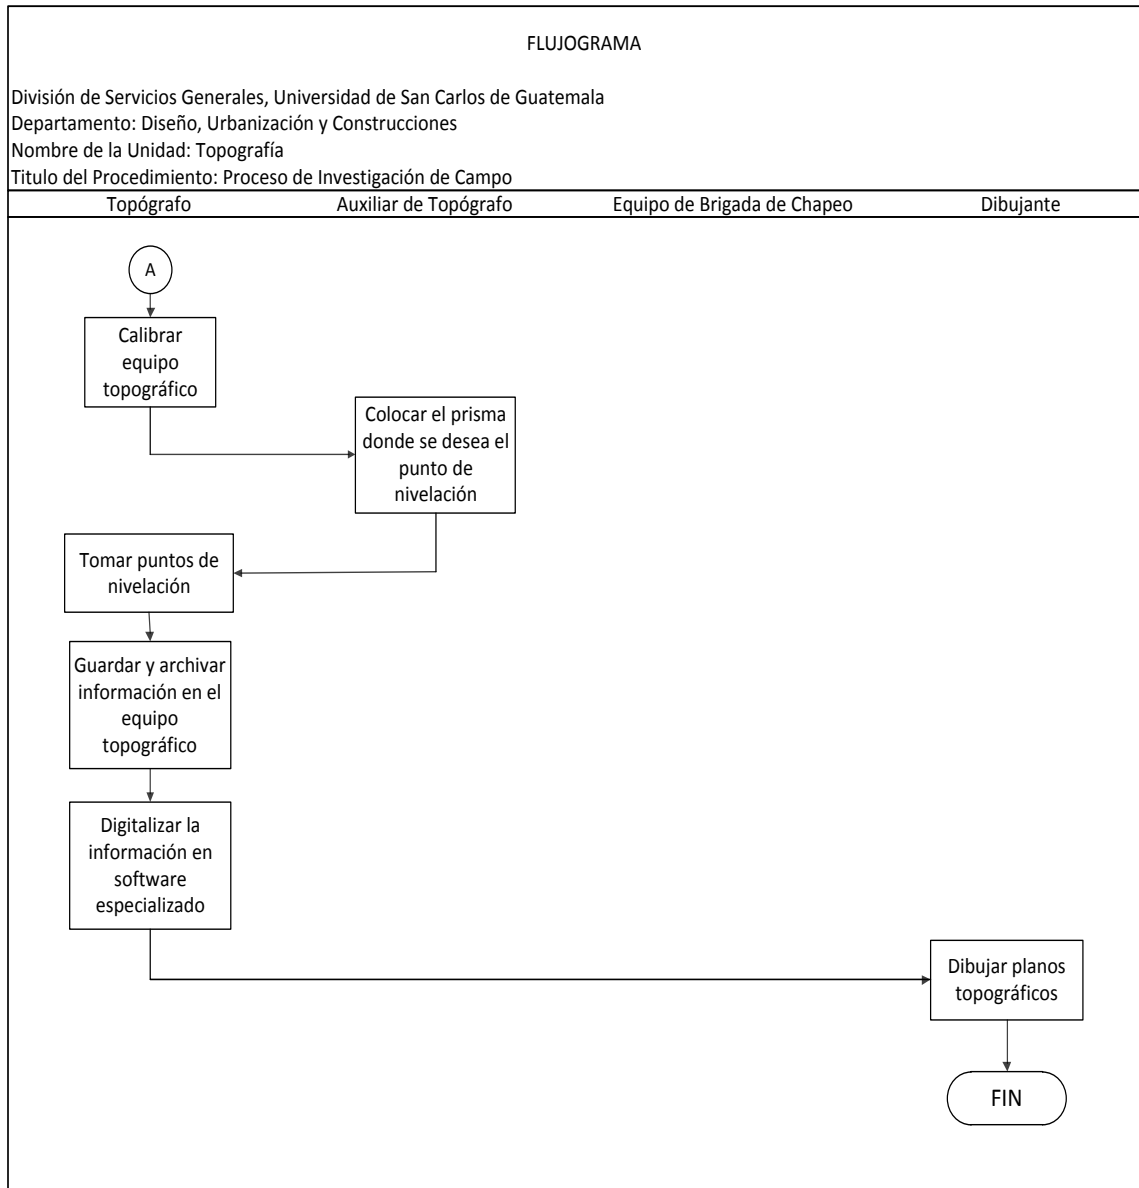 FLUJOGRAMA
División de Servicios Generales, Universidad de San Carlos de Guatemala
Departamento: Diseño, Urbanización y Construcciones
Nombre de la Unidad: Topografía
Titulo del Procedimiento: Proceso de Investigación de Campo
Topógrafo
Auxiliar de Topógrafo
Equipo de Brigada de Chapeo
Dibujante
A
Calibrar
equipo
topográfico
Colocar el prisma
donde se desea el
punto de
nivelación
Tomar puntos de
nivelación
Guardar y archivar
información en el
equipo
topográfico
Digitalizar la
información en
software
especializado
Dibujar planos
topográficos
FIN